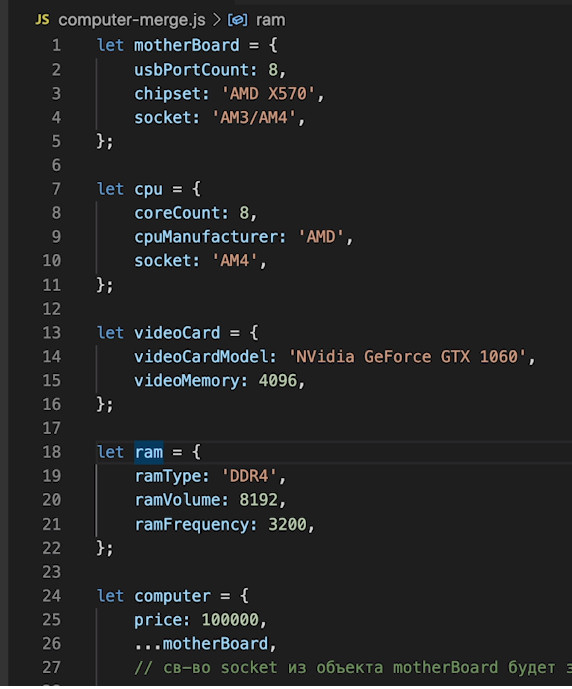 JS computer-merge.js > ram
1 let motherBoard = {
2 usbPortCount: 8,
3 chipset: 'AMD X570',
4 socket: 'AM3/AM4',
5 };
6
7 let cpu = {
8 coreCount: 8,
9 cpuManufacturer: 'AMD',
10 socket: 'AM4',
11 };
12
13 let videoCard = {
14 videoCardModel: 'NVidia GeForce GTX 1060',
15 videoMemory: 4096,
16 };
17
18 let ram = {
19 ramType: 'DDR4',
20 ramVolume: 8192,
21 ramFrequency: 3200,
22 };
23
24 let computer = {
25 price: 100000,
26 ...motherBoard,
27 // св-во socket из объекта motherBoard будет